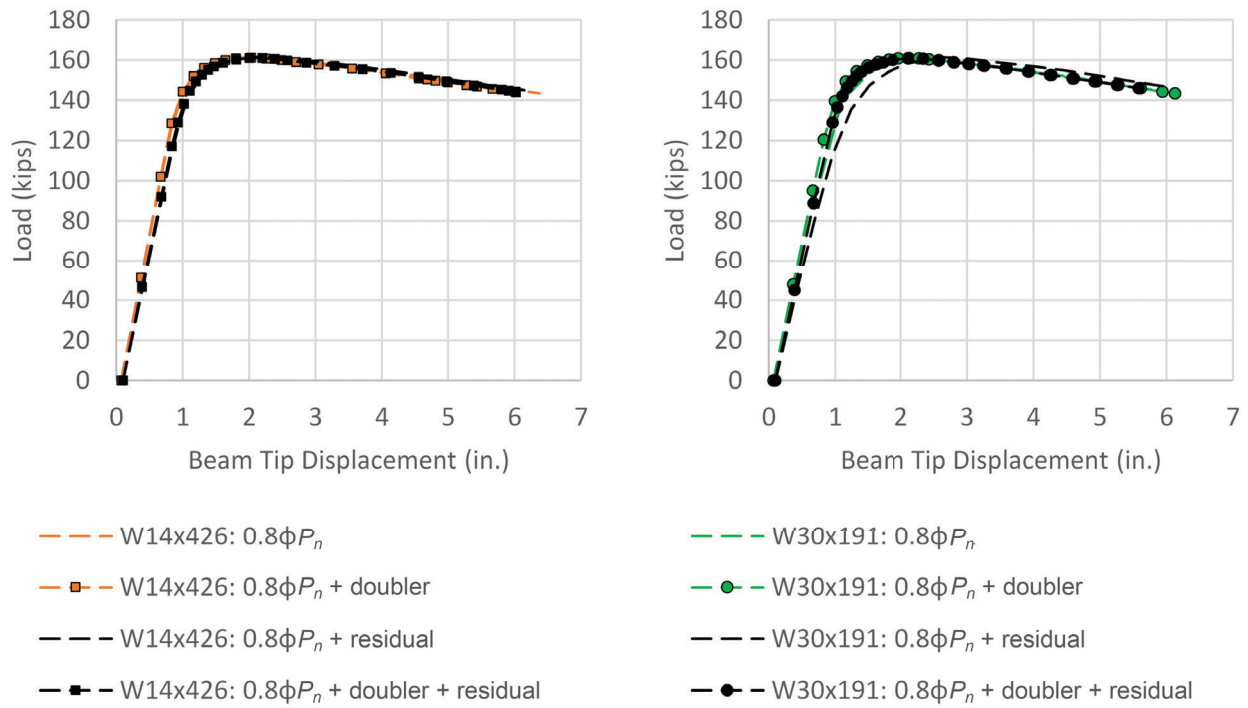 180
160
140
120
100
80
60
40
20
0
Load (kips)
0 1 2 3 4 5 6 7
Beam Tip Displacement (in.)
W14x426: 0.8ϕPn
W14x426: 0.8ϕPn + doubler
W14x426: 0.8ϕPn + residual
W14x426: 0.8ϕPn + doubler + residual
180
160
140
120
100
80
60
40
20
0
Load (kips)
0 1 2 3 4 5 6 7
Beam Tip Displacement (in.)
W30x191: 0.8ϕPn
W30x191: 0.8ϕPn + doubler
W30x191: 0.8ϕPn + residual
W30x191: 0.8ϕPn + doubler + residual